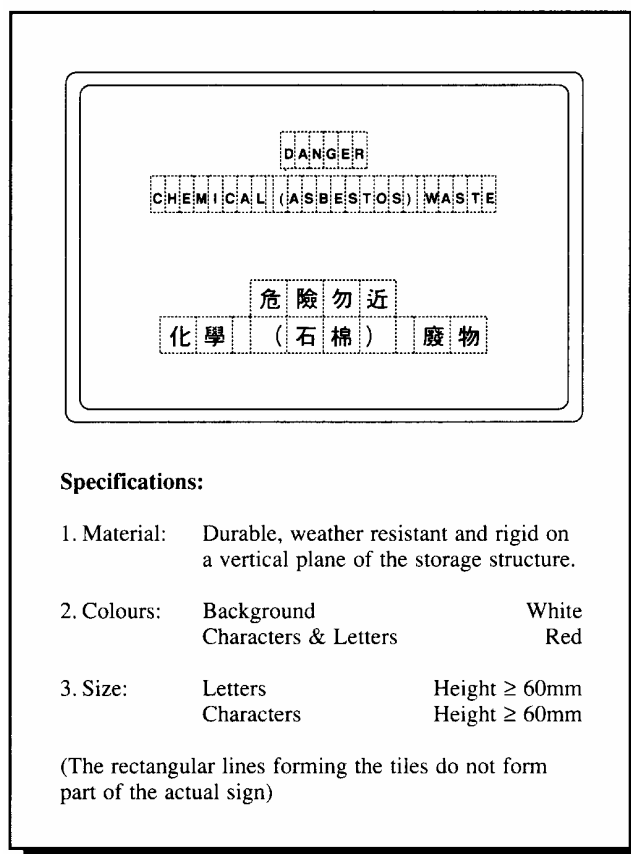 DANGER
CHEMICAL (ASBESTOS) WASTE
危險勿近
化學 (石棉) 廢物
Specifications:
1. Material: Durable, weather resistant and rigid on
a vertical plane of the storage structure.
2. Colours: Background White
Characters & Letters Red
3. Size: Letters Height ≥ 60mm
Characters Height ≥ 60mm
(The rectangular lines forming the tiles do not form
part of the actual sign)